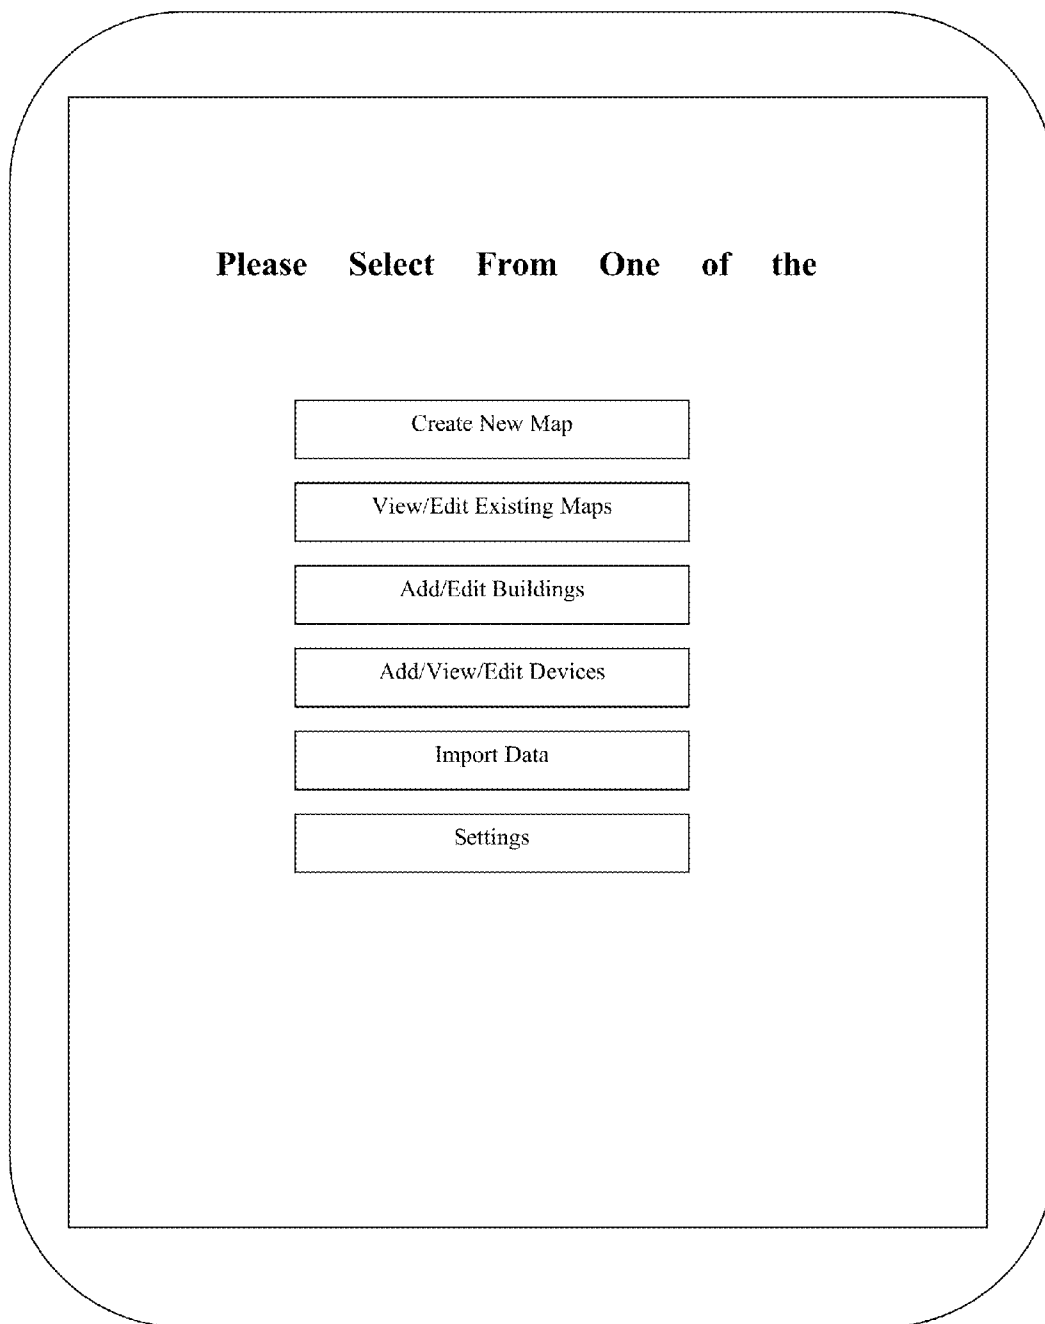 Please Select From One of the
Create New Map
View/Edit Existing Maps
Add/Edit Buildings
Add/View/Edit Devices
Import Data
Settings